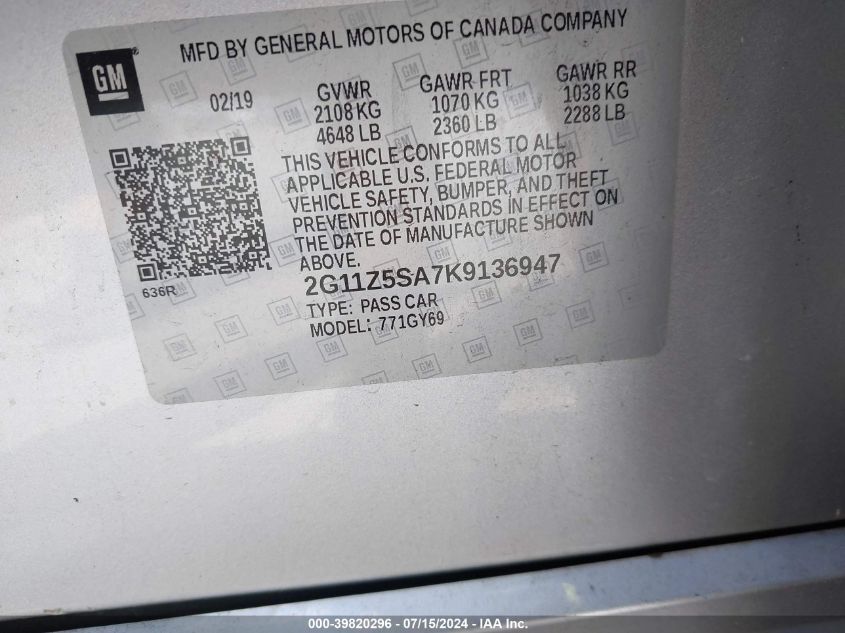 MFD BY GENERAL MOTORS OF CANADA COMPANY
GM
02/19
GVWR
2108 KG
4648 LB
GAWR FRT
1070 KG
2360 LB
GAWR RR
1038 KG
2288 LB
THIS VEHICLE CONFORMS TO ALL
APPLICABLE U.S. FEDERAL MOTOR
VEHICLE SAFETY, BUMPER, AND THEFT
PREVENTION STANDARDS IN EFFECT ON
THE DATE OF MANUFACTURE SHOWN
ABOVE.
636R
2G11Z5SA7K9136947
TYPE: PASS CAR
MODEL: 771GY69
000-39820296 - 07/15/2024 - IAA Inc.